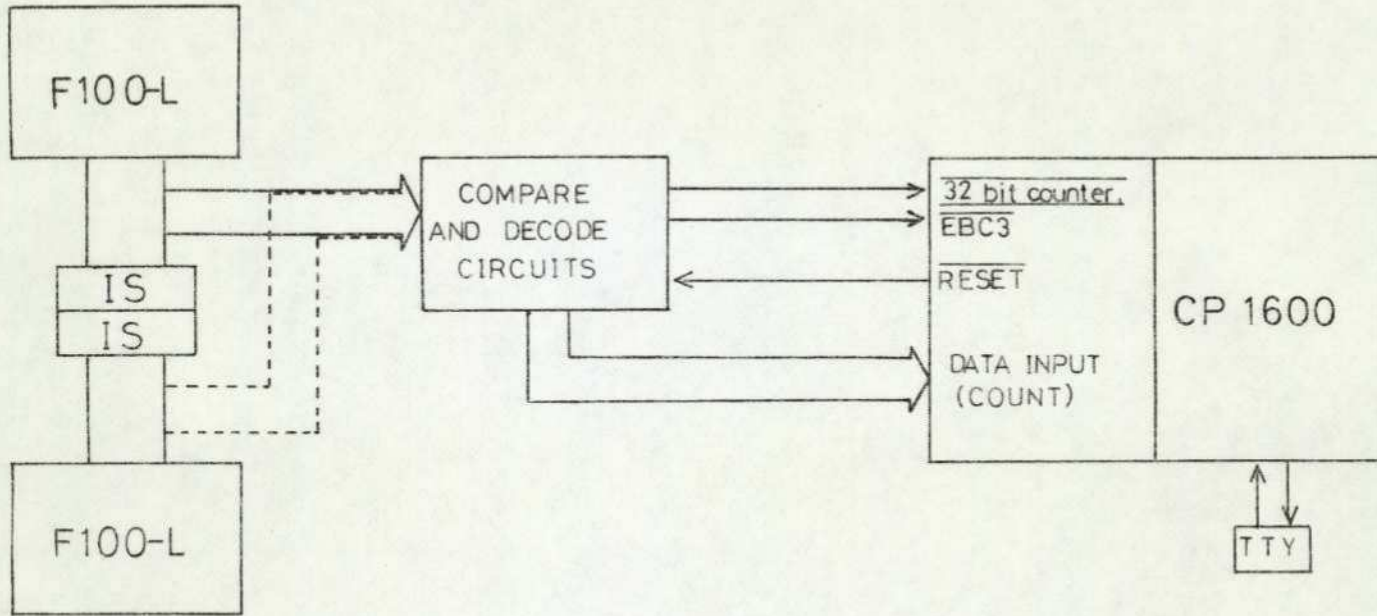 F100-L
IS
IS
F100-L
COMPARE
AND DECODE
CIRCUITS
32 bit counter.
EBC3
RESET
DATA INPUT
(COUNT)
CP 1600
TTY